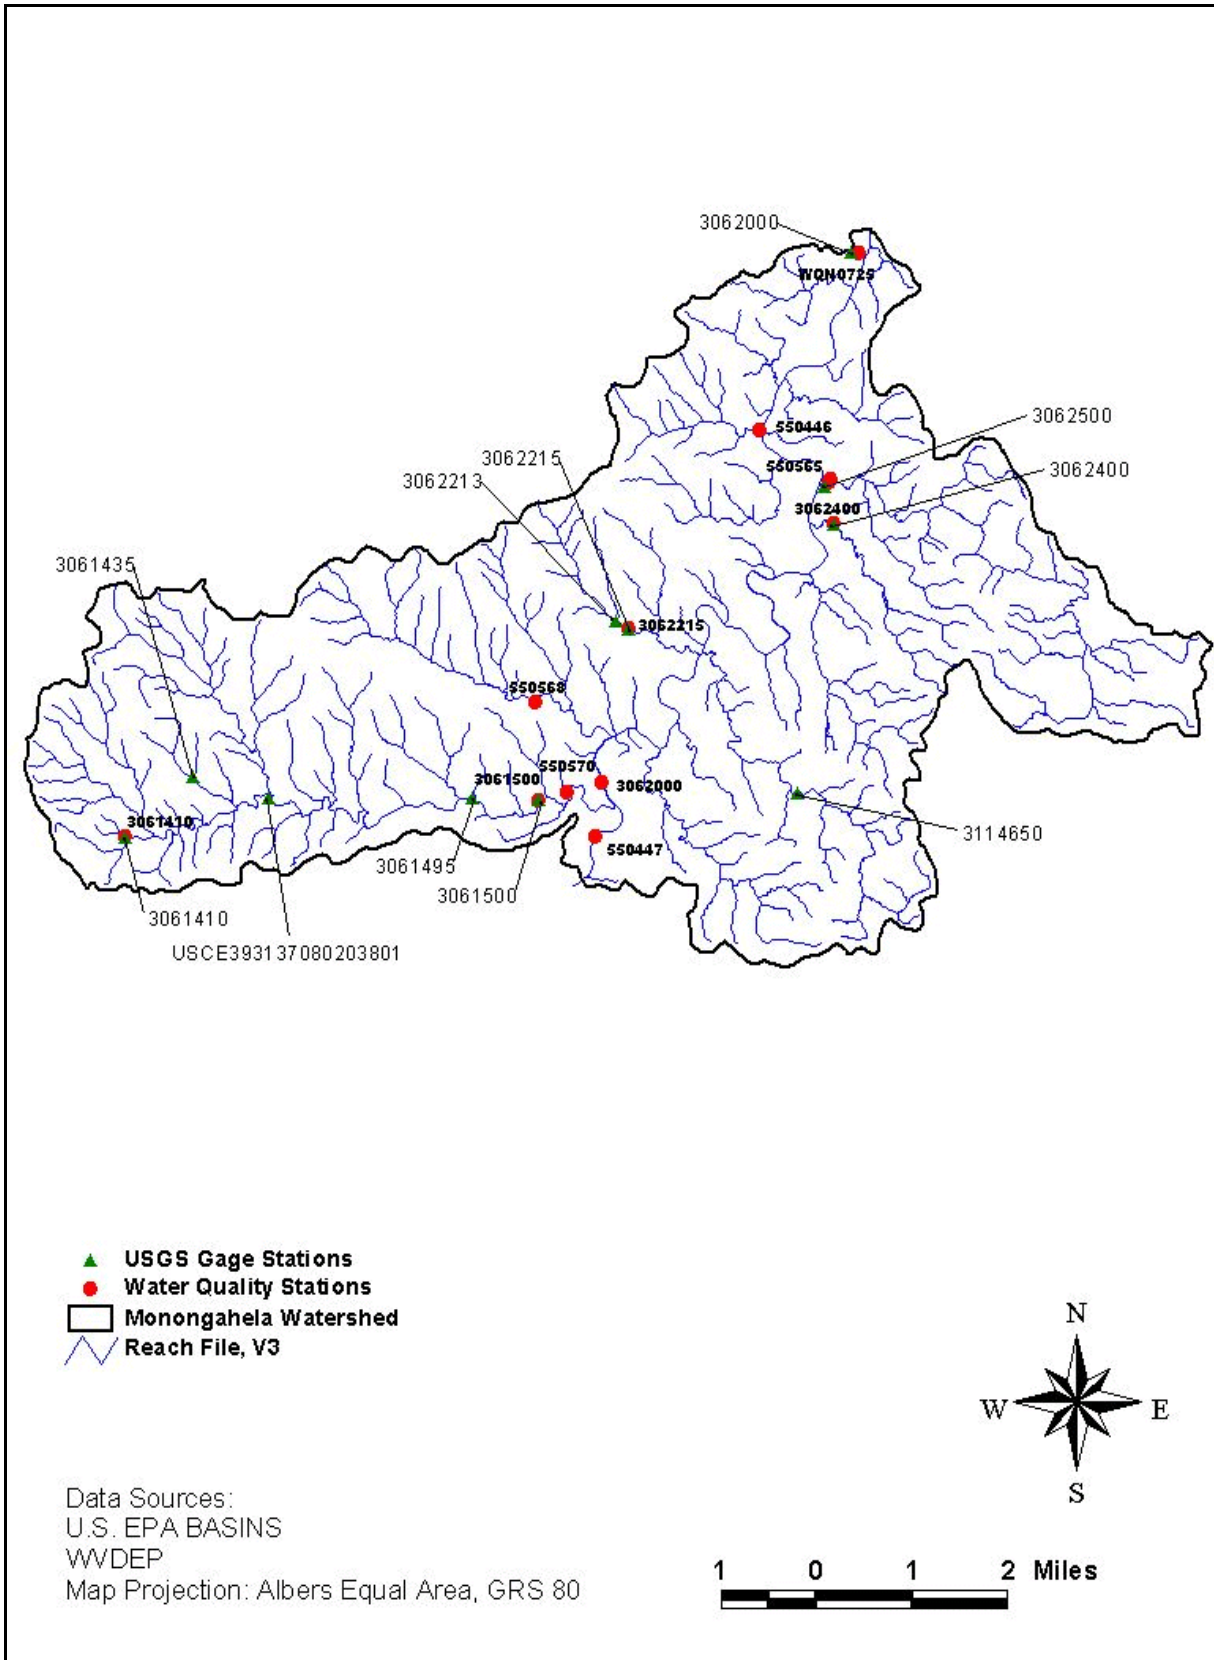 3062000
WQN0725
3062500
550446
3062215
550565
3062400
3062213
3062400
3061435
3062215
550568
550570
3061500
3062000
3061410
3114650
550447
3061495
3061500
3061410
USCE393137080203801
USGS Gage Stations
Water Quality Stations
Monongahela Watershed
Reach File, V3
N
W
E
S
Data Sources:
U.S. EPA BASINS
WVDEP
Map Projection: Albers Equal Area, GRS 80
1 0 1 2 Miles